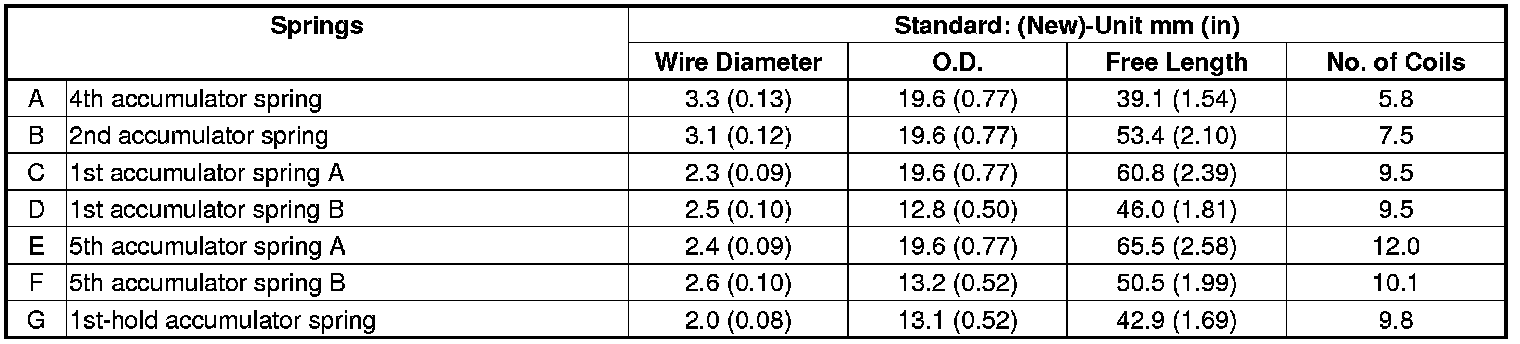 Springs Standard: (New)-Unit mm (in)
Wire Diameter O.D. Free Length No. of Coils
A 4th accumulator spring 3.3 (0.13) 19.6 (0.77) 39.1 (1.54) 5.8
B 2nd accumulator spring 3.1 (0.12) 19.6 (0.77) 53.4 (2.10) 7.5
C 1st accumulator spring A 2.3 (0.09) 19.6 (0.77) 60.8 (2.39) 9.5
D 1st accumulator spring B 2.5 (0.10) 12.8 (0.50) 46.0 (1.81) 9.5
E 5th accumulator spring A 2.4 (0.09) 19.6 (0.77) 65.5 (2.58) 12.0
F 5th accumulator spring B 2.6 (0.10) 13.2 (0.52) 50.5 (1.99) 10.1
G 1st-hold accumulator spring 2.0 (0.08) 13.1 (0.52) 42.9 (1.69) 9.8